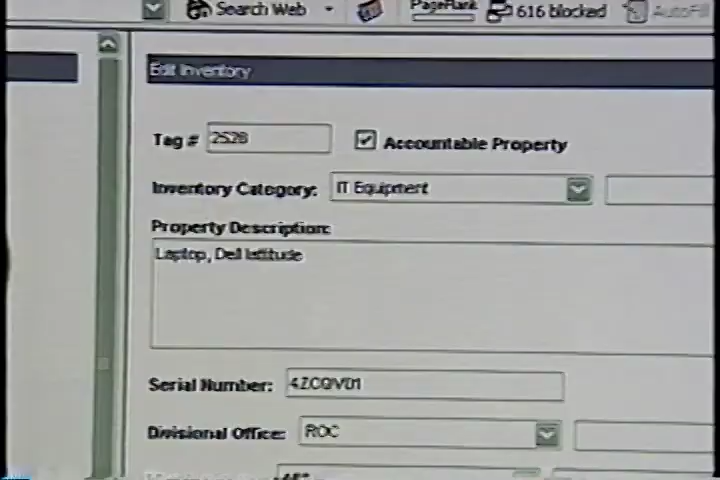 Search Web PageRank 616 blocked AutoFill
Edit Inventory
Tag # 2528 Accountable Property
Inventory Category: IT Equipment
Property Description:
Laptop, Dell latitude
Serial Number:
Divisional Office: ROC